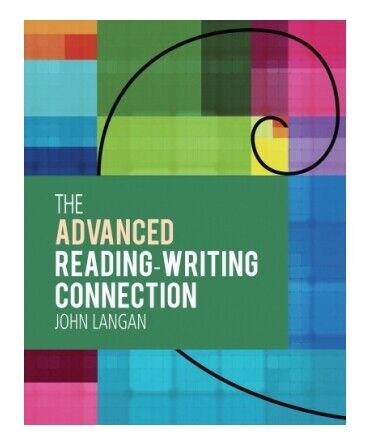 THE
ADVANCED
READING-WRITING
CONNECTION
JOHN LANGAN